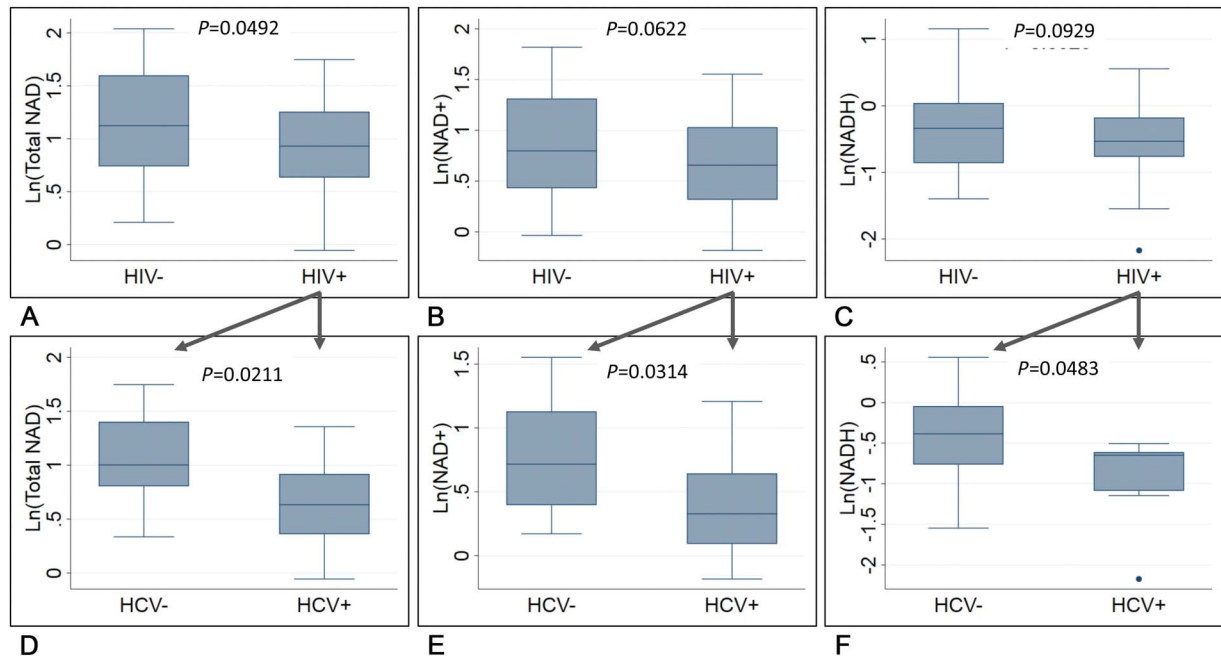 P=0.0492
Ln(Total NAD)
2
1.5
1
.5
0
HIV-
HIV+
A
P=0.0622
Ln(NAD+)
2
1.5
1
.5
0
HIV-
HIV+
B
P=0.0929
Ln(NADH)
1
0
-1
-2
HIV-
HIV+
C
P=0.0211
Ln(Total NAD)
2
1.5
1
.5
0
HCV-
HCV+
D
P=0.0314
Ln(NAD+)
1.5
1
.5
0
HCV-
HCV+
E
P=0.0483
Ln(NADH)
.5
0
-.5
-1
-1.5
-2
HCV-
HCV+
F